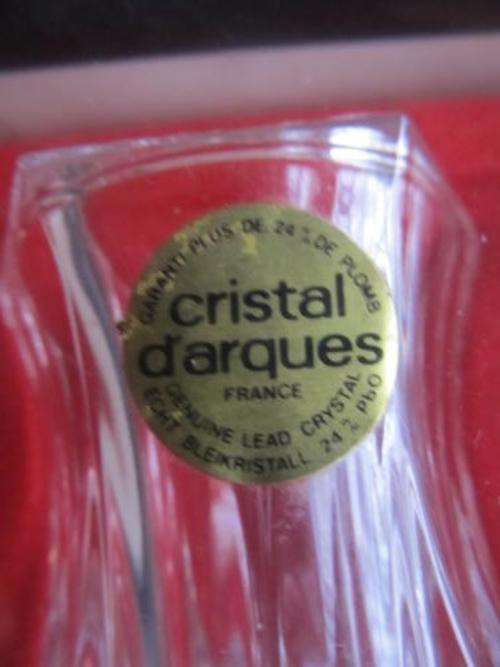 GARANTI PLUS DE 24 % DE PLOMB
cristal
d'arques
FRANCE
GENUINE LEAD CRYSTAL
ECHT BLEIKRISTALL 24 % PbO